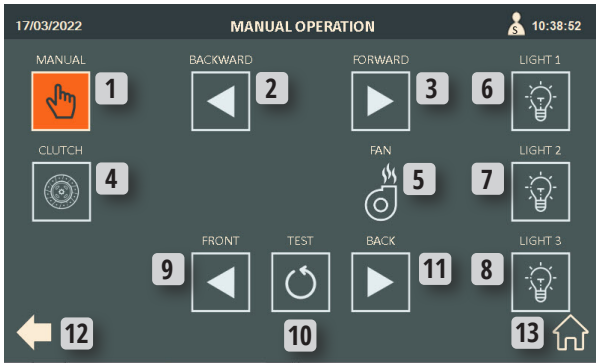 17/03/2022 MANUAL OPERATION S 10:38:52
MANUAL BACKWARD FORWARD LIGHT 1
1 2 3 6
CLUTCH FAN LIGHT 2
4 5 7
FRONT TEST BACK LIGHT 3
9 11 8
12 10 13